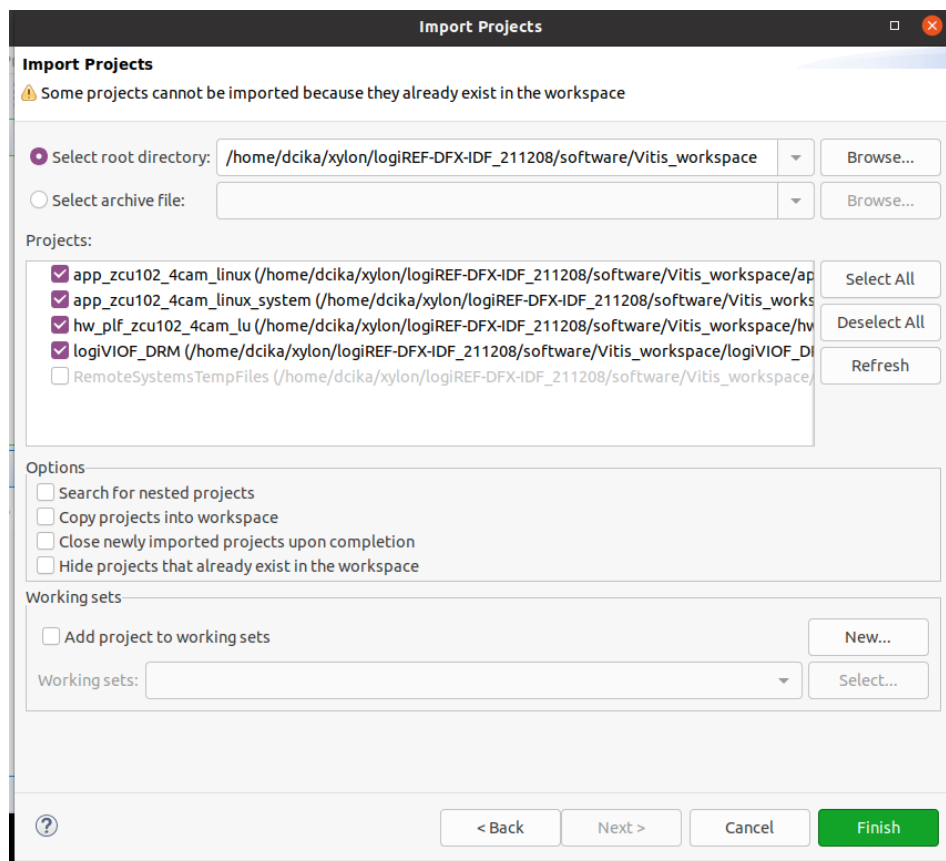 Import Projects
Import Projects
Some projects cannot be imported because they already exist in the workspace
Select root directory: /home/dcika/xylon/logiREF-DFX-IDF_211208/software/Vitis_workspace Browse...
Select archive file: Browse...
Projects:
app_zcu102_4cam_linux (/home/dcika/xylon/logiREF-DFX-IDF_211208/software/Vitis_workspace/ap Select All
app_zcu102_4cam_linux_system (/home/dcika/xylon/logiREF-DFX-IDF_211208/software/Vitis_works
hw_plf_zcu102_4cam_lu (/home/dcika/xylon/logiREF-DFX-IDF_211208/software/Vitis_workspace/hw Deselect All
logiVIOF_DRM (/home/dcika/xylon/logiREF-DFX-IDF_211208/software/Vitis_workspace/logiVIOF_DI
RemoteSystemsTempFiles (/home/dcika/xylon/logiREF-DFX-IDF_211208/software/Vitis_workspace/ Refresh
Options
Search for nested projects
Copy projects into workspace
Close newly imported projects upon completion
Hide projects that already exist in the workspace
Working sets
Add project to working sets New...
Working sets: Select...
? < Back Next > Cancel Finish